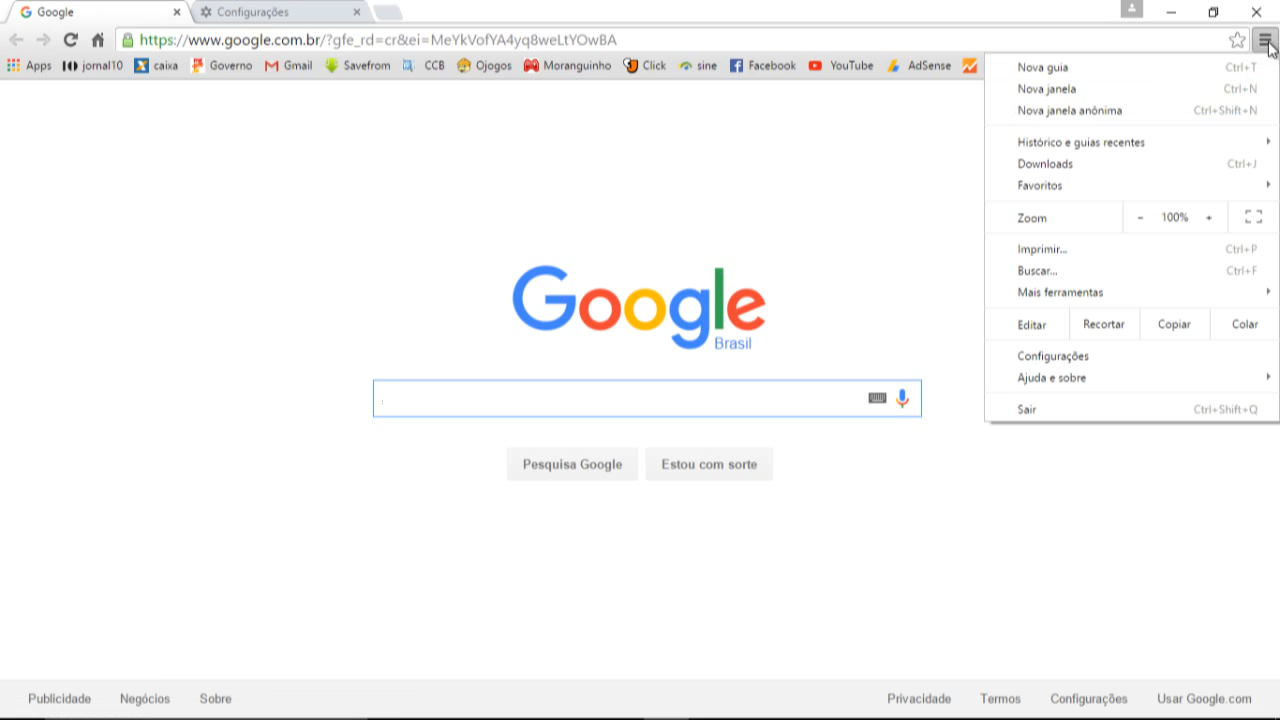 Google
Configurações
https://www.google.com.br/?gfe_rd=cr&ei=MeYkVofYA4yq8weLtYOwBA
Apps jornal10 caixa Governo Gmail Savefrom CCB Ojogos Moranguinho Click sine Facebook YouTube AdSense
Nova guia Ctrl+T
Nova janela Ctrl+N
Nova janela anônima Ctrl+Shift+N
Histórico e guias recentes
Downloads Ctrl+J
Favoritos
Zoom - 100% +
Imprimir... Ctrl+P
Buscar... Ctrl+F
Mais ferramentas
Editar Recortar Copiar Colar
Configurações
Ajuda e sobre
Sair Ctrl+Shift+Q
Google
Brasil
Pesquisa Google Estou com sorte
Publicidade Negócios Sobre Privacidade Termos Configurações Usar Google.com